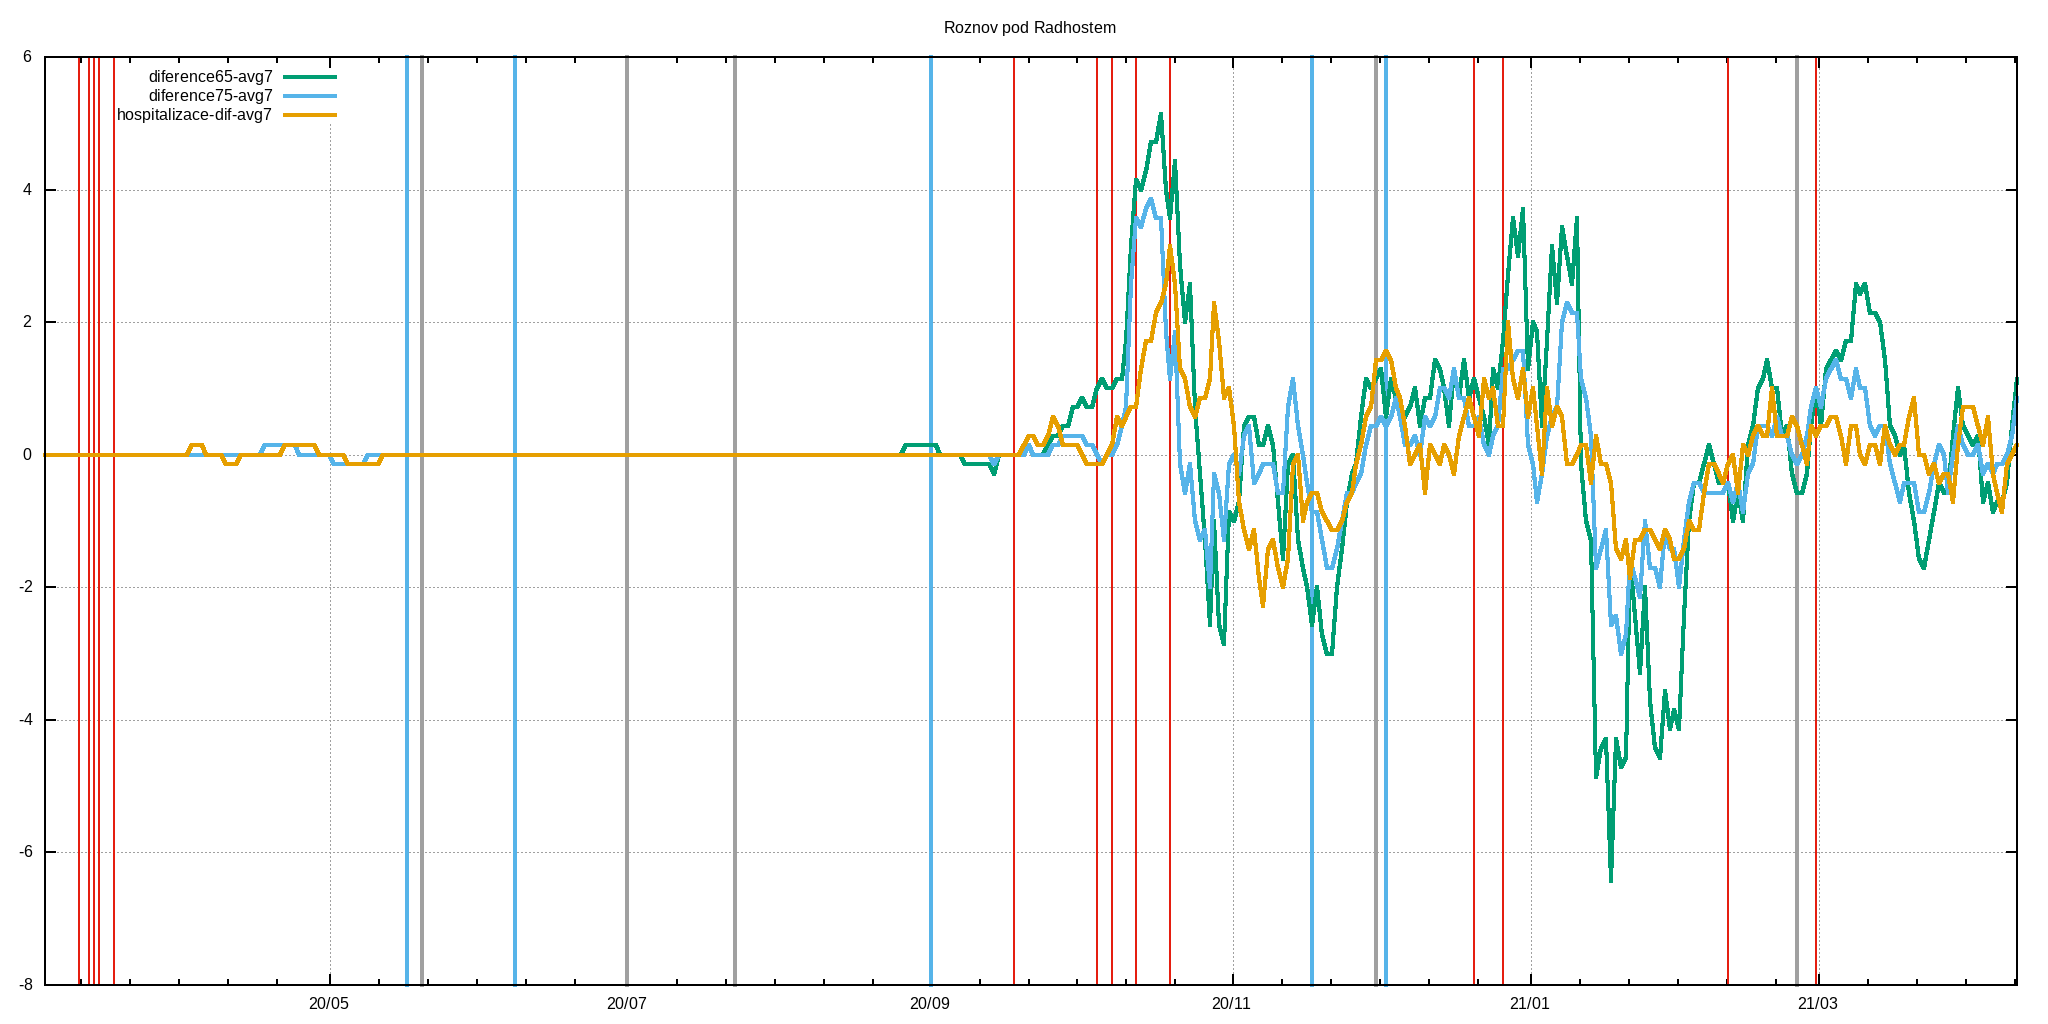 Roznov pod Radhostem
diference65-avg7
diference75-avg7
hospitalizace-dif-avg7
6
4
2
0
-2
-4
-6
-8
20/05 20/07 20/09 20/11 21/01 21/03